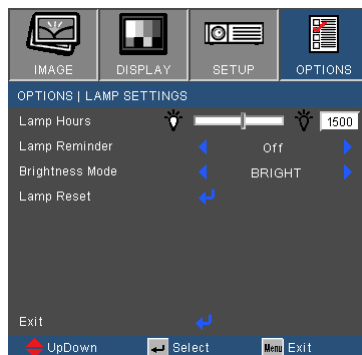 IMAGE DISPLAY SETUP OPTIONS
OPTIONS | LAMP SETTINGS
Lamp Hours 1500
Lamp Reminder Off
Brightness Mode BRIGHT
Lamp Reset
Exit
UpDown Select Menu Exit